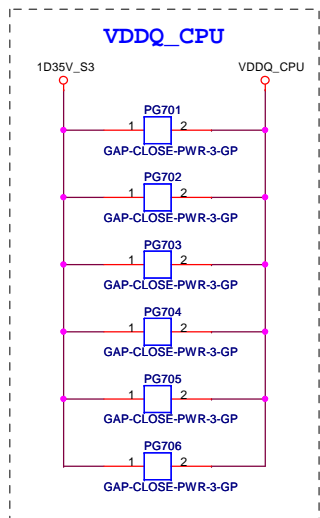 VDDQ_CPU
1D35V_S3 VDDQ_CPU
PG701
1 2
GAP-CLOSE-PWR-3-GP
PG702
1 2
GAP-CLOSE-PWR-3-GP
PG703
1 2
GAP-CLOSE-PWR-3-GP
PG704
1 2
GAP-CLOSE-PWR-3-GP
PG705
1 2
GAP-CLOSE-PWR-3-GP
PG706
1 2
GAP-CLOSE-PWR-3-GP